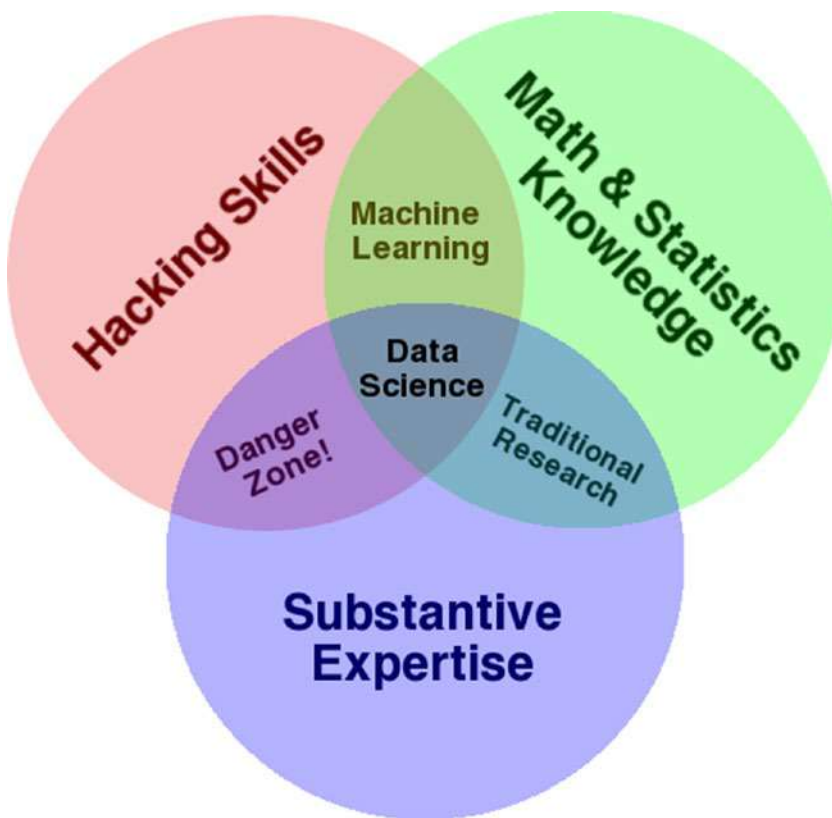 Hacking Skills
Math & Statistics
Knowledge
Machine
Learning
Data
Science
Danger
Zone!
Traditional
Research
Substantive
Expertise